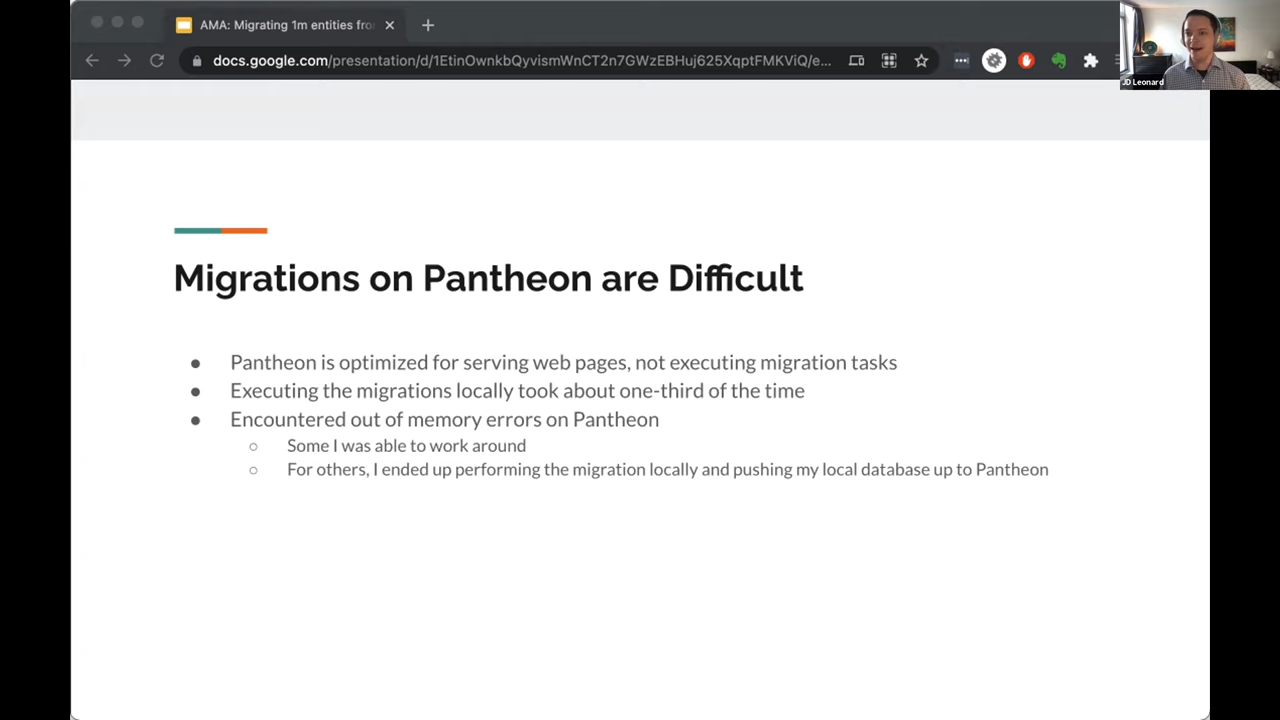 AMA: Migrating 1m entities fro
docs.google.com/presentation/d/1EtinOwnkbQyvismWnCT2n7GWzEBHuj625XqptFMKViQ/e...
JD Leonard
Migrations on Pantheon are Difficult
● Pantheon is optimized for serving web pages, not executing migration tasks
● Executing the migrations locally took about one-third of the time
● Encountered out of memory errors on Pantheon
○ Some I was able to work around
○ For others, I ended up performing the migration locally and pushing my local database up to Pantheon